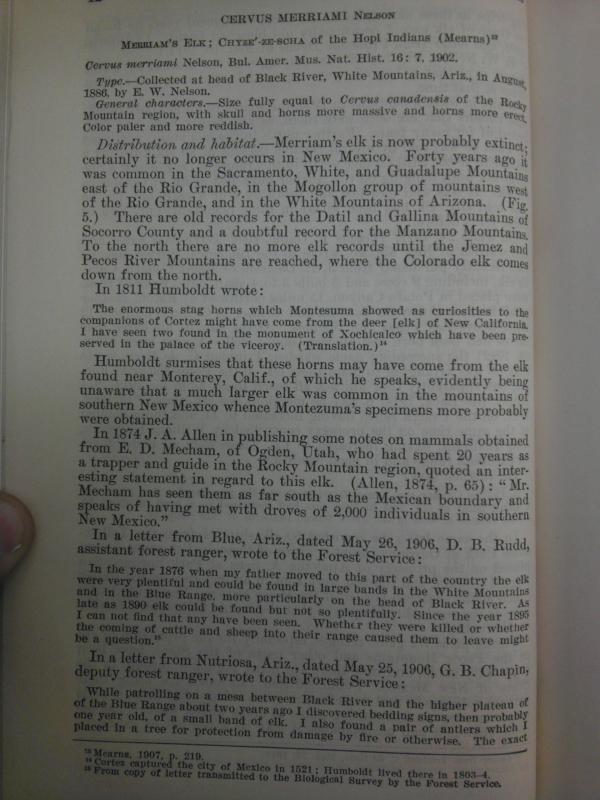 CERVUS MERRIAMI NELSON
MERRIAM'S ELK; CHYZE'-ZE-SCHA of the Hopi Indians (Mearns)¹³
Cervus merriami Nelson, Bul. Amer. Mus. Nat. Hist. 16: 7, 1902.
Type.—Collected at head of Black River, White Mountains, Ariz., in August,
1886, by E. W. Nelson.
General characters.—Size fully equal to Cervus canadensis of the Rocky
Mountain region, with skull and horns more massive and horns more erect.
Color paler and more reddish.
Distribution and habitat.—Merriam's elk is now probably extinct;
certainly it no longer occurs in New Mexico. Forty years ago it
was common in the Sacramento, White, and Guadalupe Mountains
east of the Rio Grande, in the Mogollon group of mountains west
of the Rio Grande, and in the White Mountains of Arizona. (Fig.
5.) There are old records for the Datil and Gallina Mountains of
Socorro County and a doubtful record for the Manzano Mountains.
To the north there are no more elk records until the Jemez and
Pecos River Mountains are reached, where the Colorado elk comes
down from the north.
In 1811 Humboldt wrote:
The enormous stag horns which Montesuma showed as curiosities to the
companions of Cortez might have come from the deer [elk] of New California.
I have seen two found in the monument of Xochicalco which have been pre-
served in the palace of the viceroy. (Translation.)¹⁴
Humboldt surmises that these horns may have come from the elk
found near Monterey, Calif., of which he speaks, evidently being
unaware that a much larger elk was common in the mountains of
southern New Mexico whence Montezuma's specimens more probably
were obtained.
In 1874 J. A. Allen in publishing some notes on mammals obtained
from E. D. Mecham, of Ogden, Utah, who had spent 20 years as
a trapper and guide in the Rocky Mountain region, quoted an inter-
esting statement in regard to this elk. (Allen, 1874, p. 65): "Mr.
Mecham has seen them as far south as the Mexican boundary and
speaks of having met with droves of 2,000 individuals in southern
New Mexico."
In a letter from Blue, Ariz., dated May 26, 1906, D. B. Rudd,
assistant forest ranger, wrote to the Forest Service:
In the year 1876 when my father moved to this part of the country the elk
were very plentiful and could be found in large bands in the White Mountains
and in the Blue Range, more particularly on the head of Black River. As
late as 1890 elk could be found but not so plentifully. Since the year 1895
I can not find that any have been seen. Whether they were killed or whether
the coming of cattle and sheep into their range caused them to leave might
be a question.¹⁵
In a letter from Nutriosa, Ariz., dated May 25, 1906, G. B. Chapin,
deputy forest ranger, wrote to the Forest Service:
While patrolling on a mesa between Black River and the higher plateau of
of the Blue Range about two years ago I discovered bedding signs, then probably
one year old, of a small band of elk. I also found a pair of antlers which I
placed in a tree for protection from damage by fire or otherwise. The exact
¹³ Mearns, 1907, p. 219.
¹⁴ Cortez captured the city of Mexico in 1521; Humboldt lived there in 1803-4.
¹⁵ From copy of letter transmitted to the Biological Survey by the Forest Service.